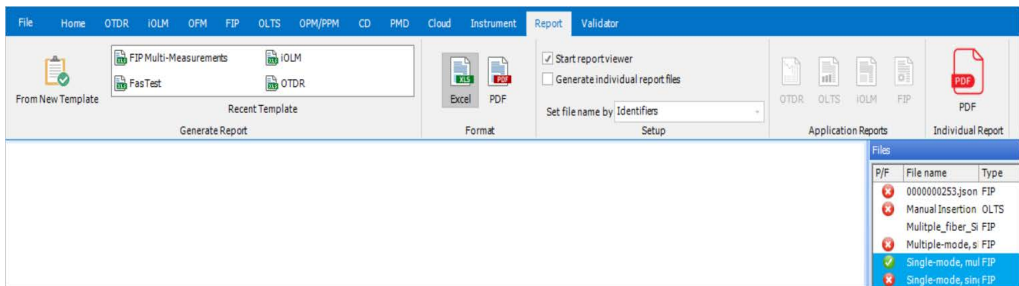 File Home OTDR iOLM OFM FIP OLTS OPM/PPM CD PMD Cloud Instrument Report Validator
From New Template
FIP Multi-Measurements iOLM
FasTest OTDR
Recent Template
Generate Report
XLS
Excel
PDF
PDF
Format
Start report viewer
Generate individual report files
Set file name by Identifiers
Setup
OTDR OLTS iOLM FIP
Application Reports
PDF
PDF
Individual Report
Files
P/F File name Type
0000000253.json FIP
Manual Insertion OLTS
Mulitple_fiber_Si FIP
Multiple-mode, s FIP
Single-mode, mul FIP
Single-mode, sin FIP